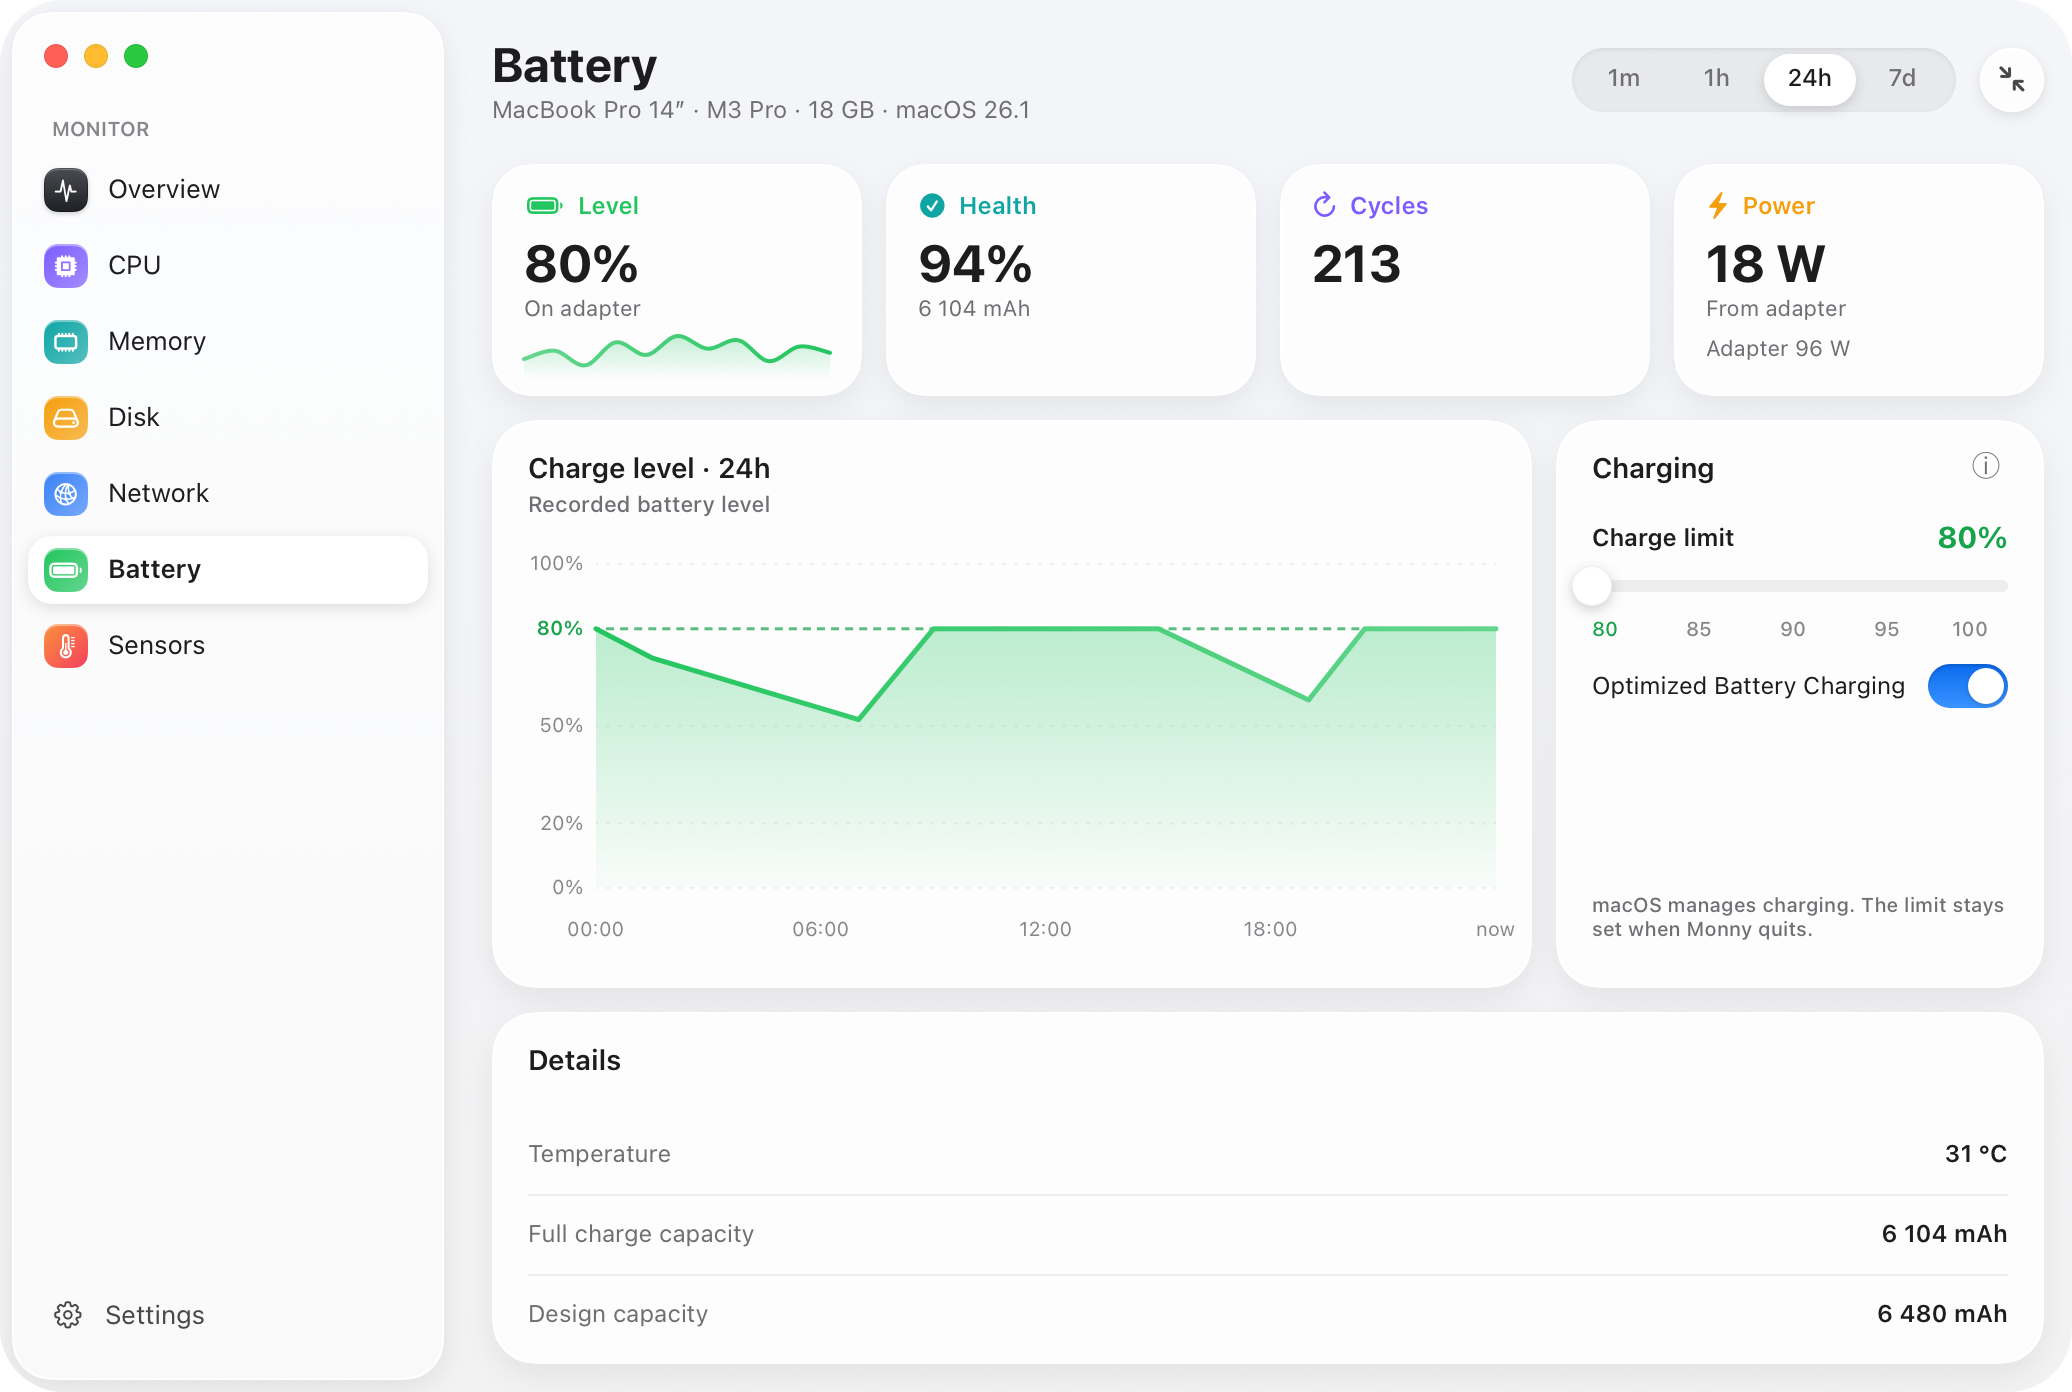 MONITOR
Overview
CPU
Memory
Disk
Network
Battery
Sensors
Settings
Battery
MacBook Pro 14″ · M3 Pro · 18 GB · macOS 26.1
1m 1h 24h 7d
Level
80%
On adapter
Health
94%
6 104 mAh
Cycles
213
Power
18 W
From adapter
Adapter 96 W
Charge level · 24h
Recorded battery level
100%
80%
50%
20%
0%
00:00 06:00 12:00 18:00 now
Charging
Charge limit 80%
80 85 90 95 100
Optimized Battery Charging
macOS manages charging. The limit stays
set when Monny quits.
Details
Temperature 31 °C
Full charge capacity 6 104 mAh
Design capacity 6 480 mAh